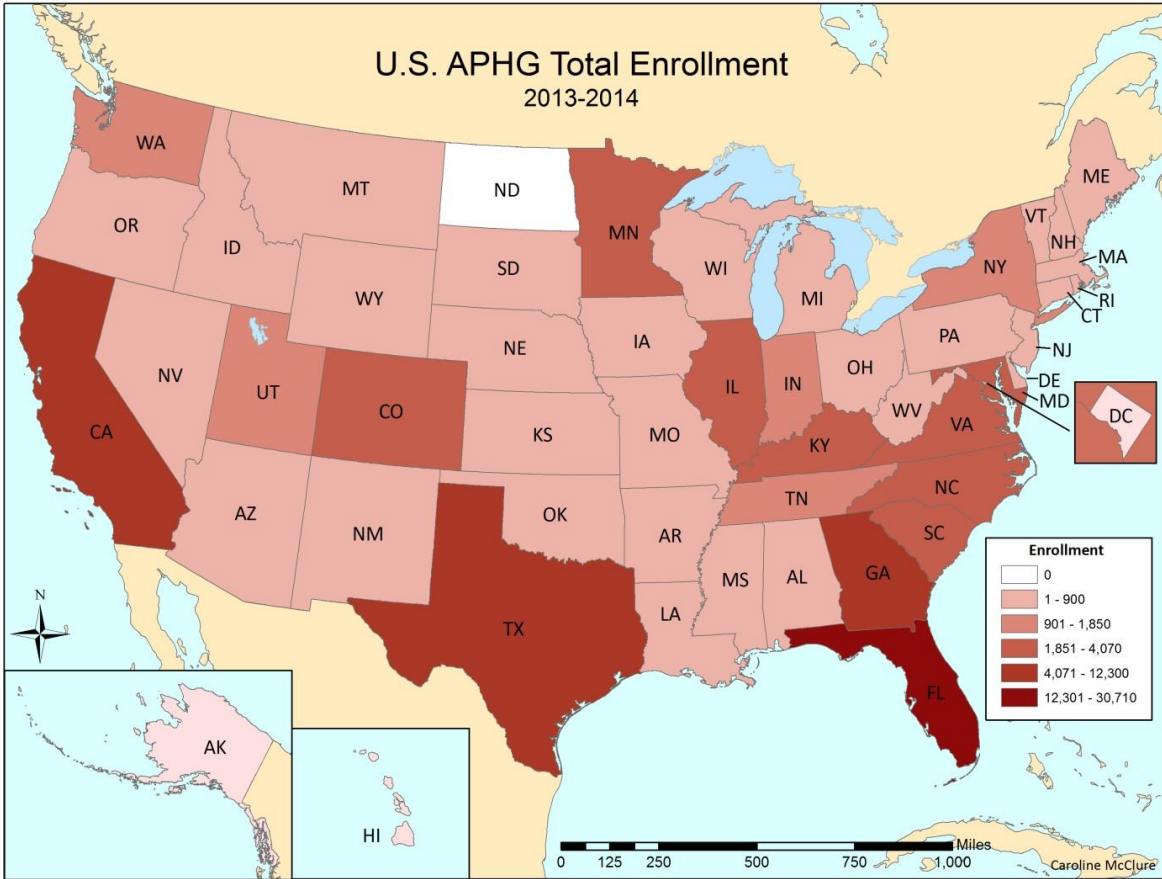 U.S. APHG Total Enrollment
2013-2014
WA
MT
ND
MN
ME
VT
NH
OR
ID
SD
WI
MI
NY
MA
RI
CT
WY
IA
PA
NJ
NE
NV
UT
CO
IL
IN
OH
WV
DE
MD
DC
CA
KS
MO
KY
VA
AZ
NM
OK
AR
TN
NC
SC
MS
AL
GA
LA
TX
FL
Enrollment
0
1 - 900
901 - 1,850
1,851 - 4,070
4,071 - 12,300
12,301 - 30,710
N
AK
HI
Miles
0 125 250 500 750 1,000
Caroline McClure